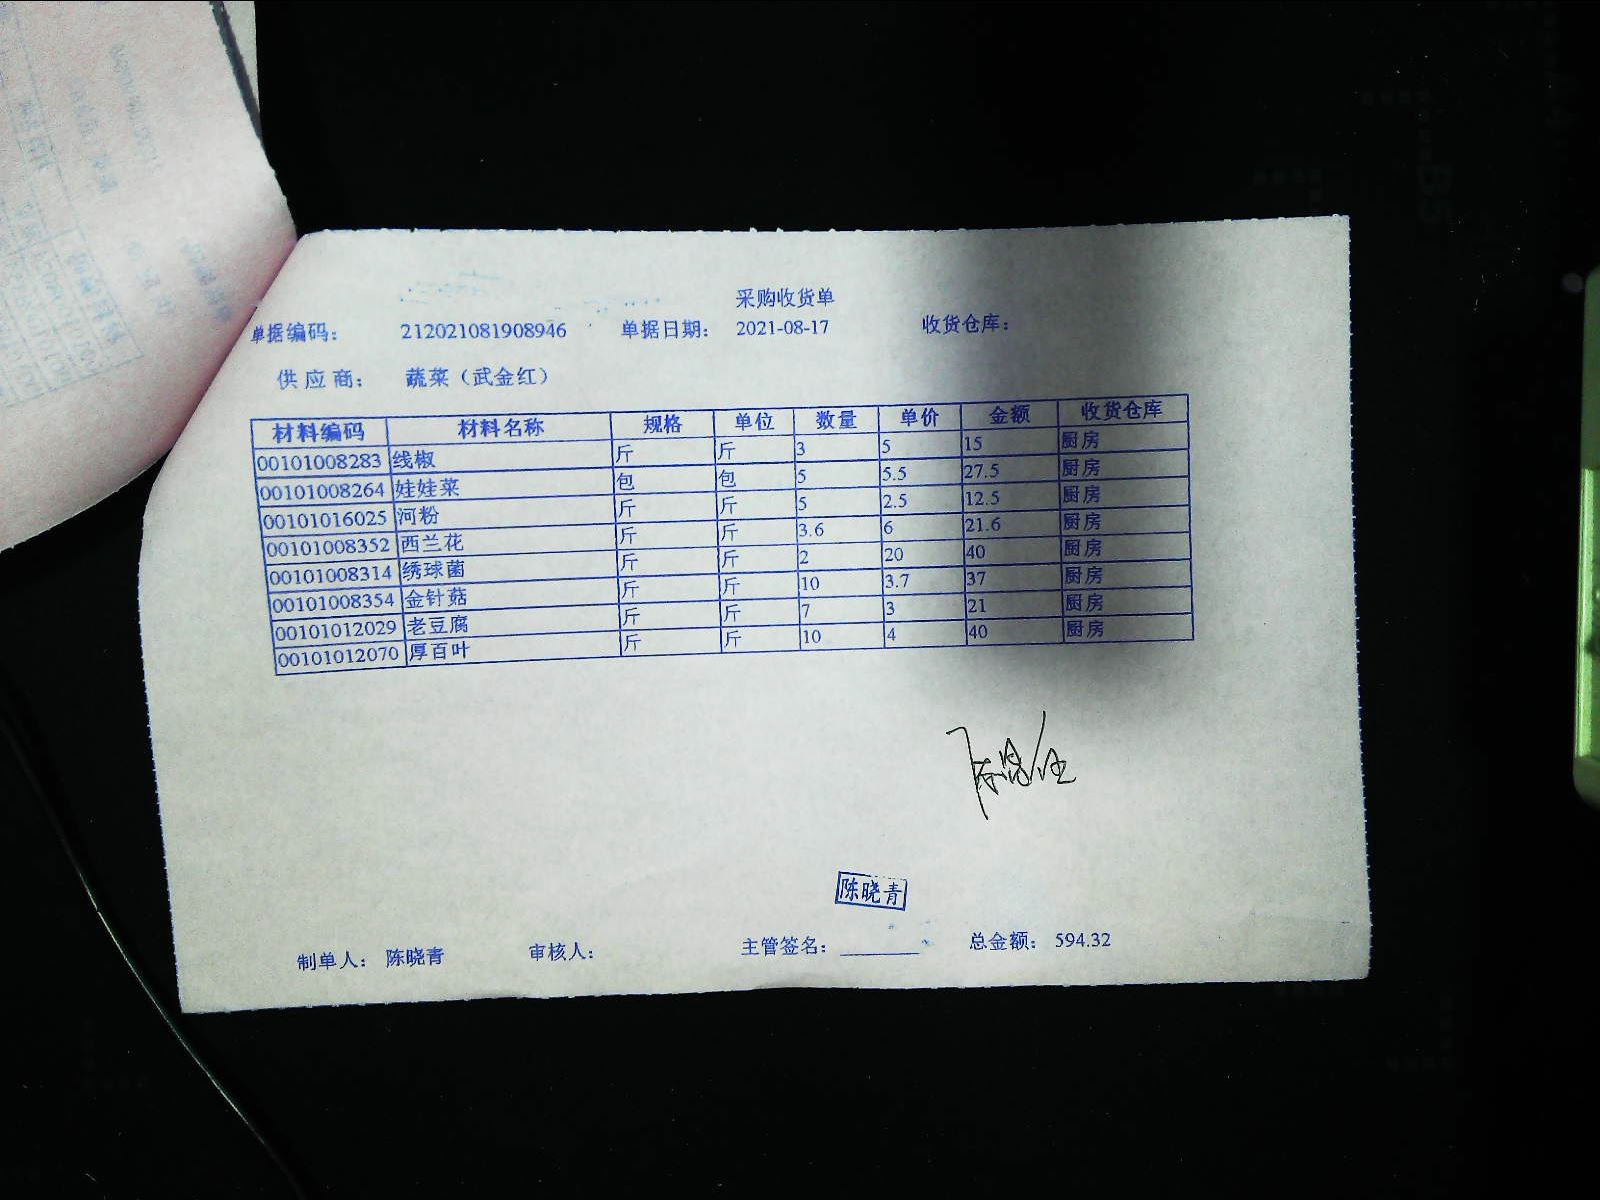 采购收货单
单据编码： 212021081908946 单据日期： 2021-08-17 收货仓库：
供应商： 蔬菜（武金红）
材料编码 材料名称 规格 单位 数量 单价 金额 收货仓库
00101008283 线椒 斤 斤 3 5 15 厨房
00101008264 娃娃菜 包 包 5 5.5 27.5 厨房
00101016025 河粉 斤 斤 5 2.5 12.5 厨房
00101008352 西兰花 斤 斤 3.6 6 21.6 厨房
00101008314 绣球菌 斤 斤 2 20 40 厨房
00101008354 金针菇 斤 斤 10 3.7 37 厨房
00101012029 老豆腐 斤 斤 7 3 21 厨房
00101012070 厚百叶 斤 斤 10 4 40 厨房
陈晓青
制单人： 陈晓青 审核人： 主管签名： 总金额： 594.32